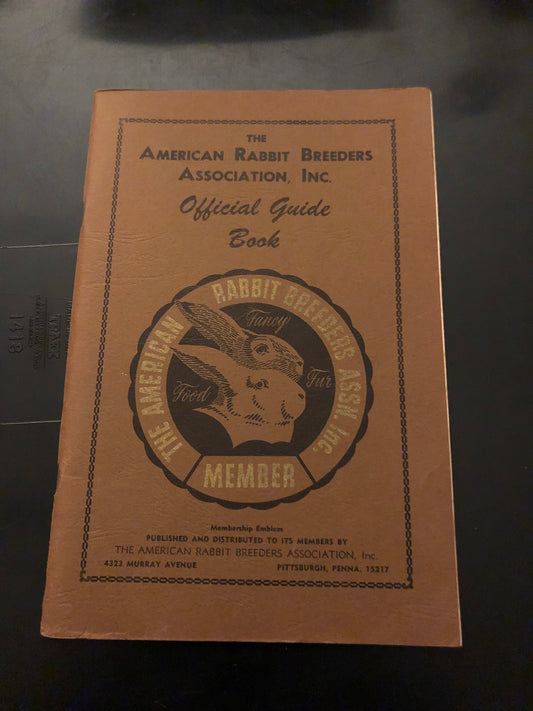 THE
AMERICAN RABBIT BREEDERS
ASSOCIATION, INC.
Official Guide
Book
THE AMERICAN RABBIT BREEDERS ASSN. Inc.
Fancy
Food
Fur
MEMBER
Membership Emblem
PUBLISHED AND DISTRIBUTED TO ITS MEMBERS BY
THE AMERICAN RABBIT BREEDERS ASSOCIATION, Inc.
4323 MURRAY AVENUE PITTSBURGH, PENNA. 15217
1418